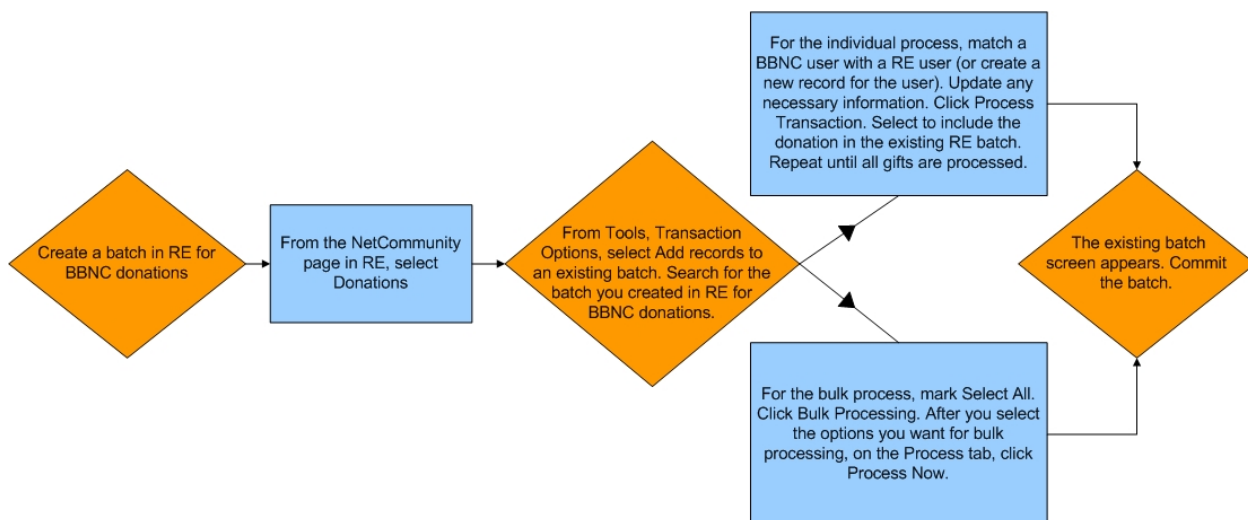 Create a batch in RE for
BBNC donations
From the NetCommunity
page in RE, select
Donations
From Tools, Transaction
Options, select Add records to
an existing batch. Search for the
batch you created in RE for
BBNC donations.
For the individual process, match a
BBNC user with a RE user (or create a
new record for the user). Update any
necessary information. Click Process
Transaction. Select to include the
donation in the existing RE batch.
Repeat until all gifts are processed.
For the bulk process, mark Select All.
Click Bulk Processing. After you select
the options you want for bulk
processing, on the Process tab, click
Process Now.
The existing batch
screen appears. Commit
the batch.